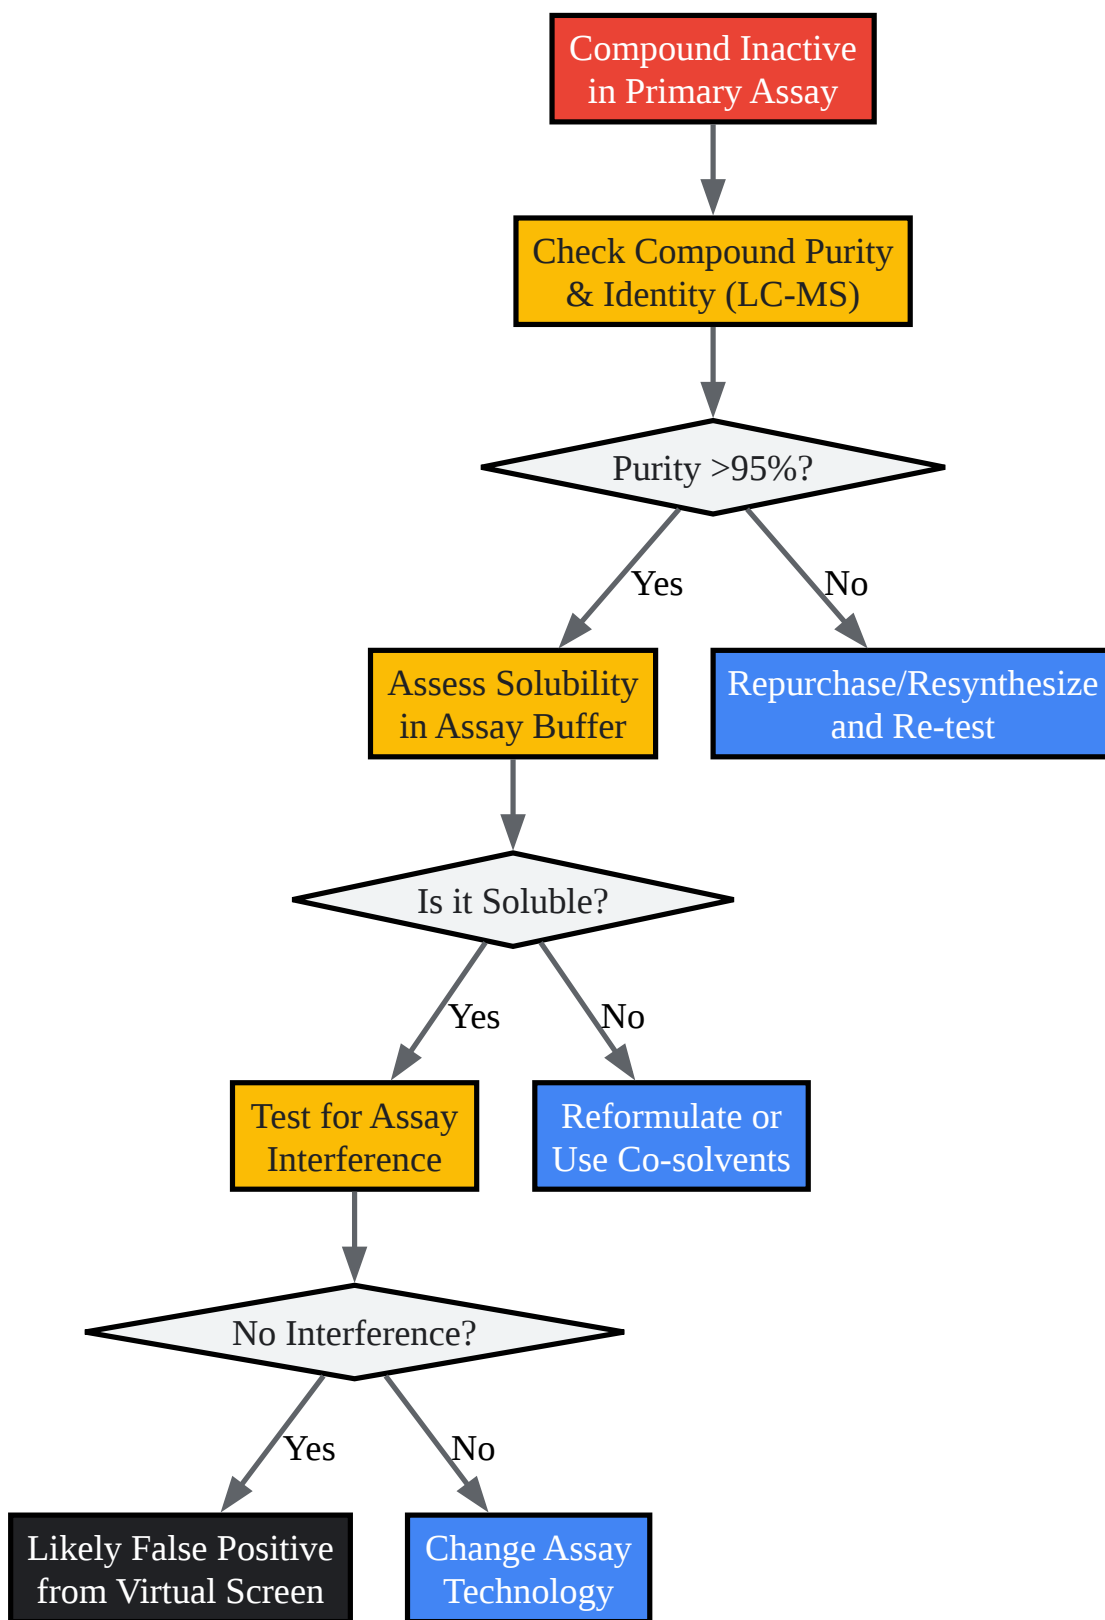 Compound Inactive
in Primary Assay
Check Compound Purity
& Identity (LC-MS)
Purity >95%?
Yes
No
Assess Solubility
in Assay Buffer
Repurchase/Resynthesize
and Re-test
Is it Soluble?
Yes
No
Test for Assay
Interference
Reformulate or
Use Co-solvents
No Interference?
Yes
No
Likely False Positive
from Virtual Screen
Change Assay
Technology